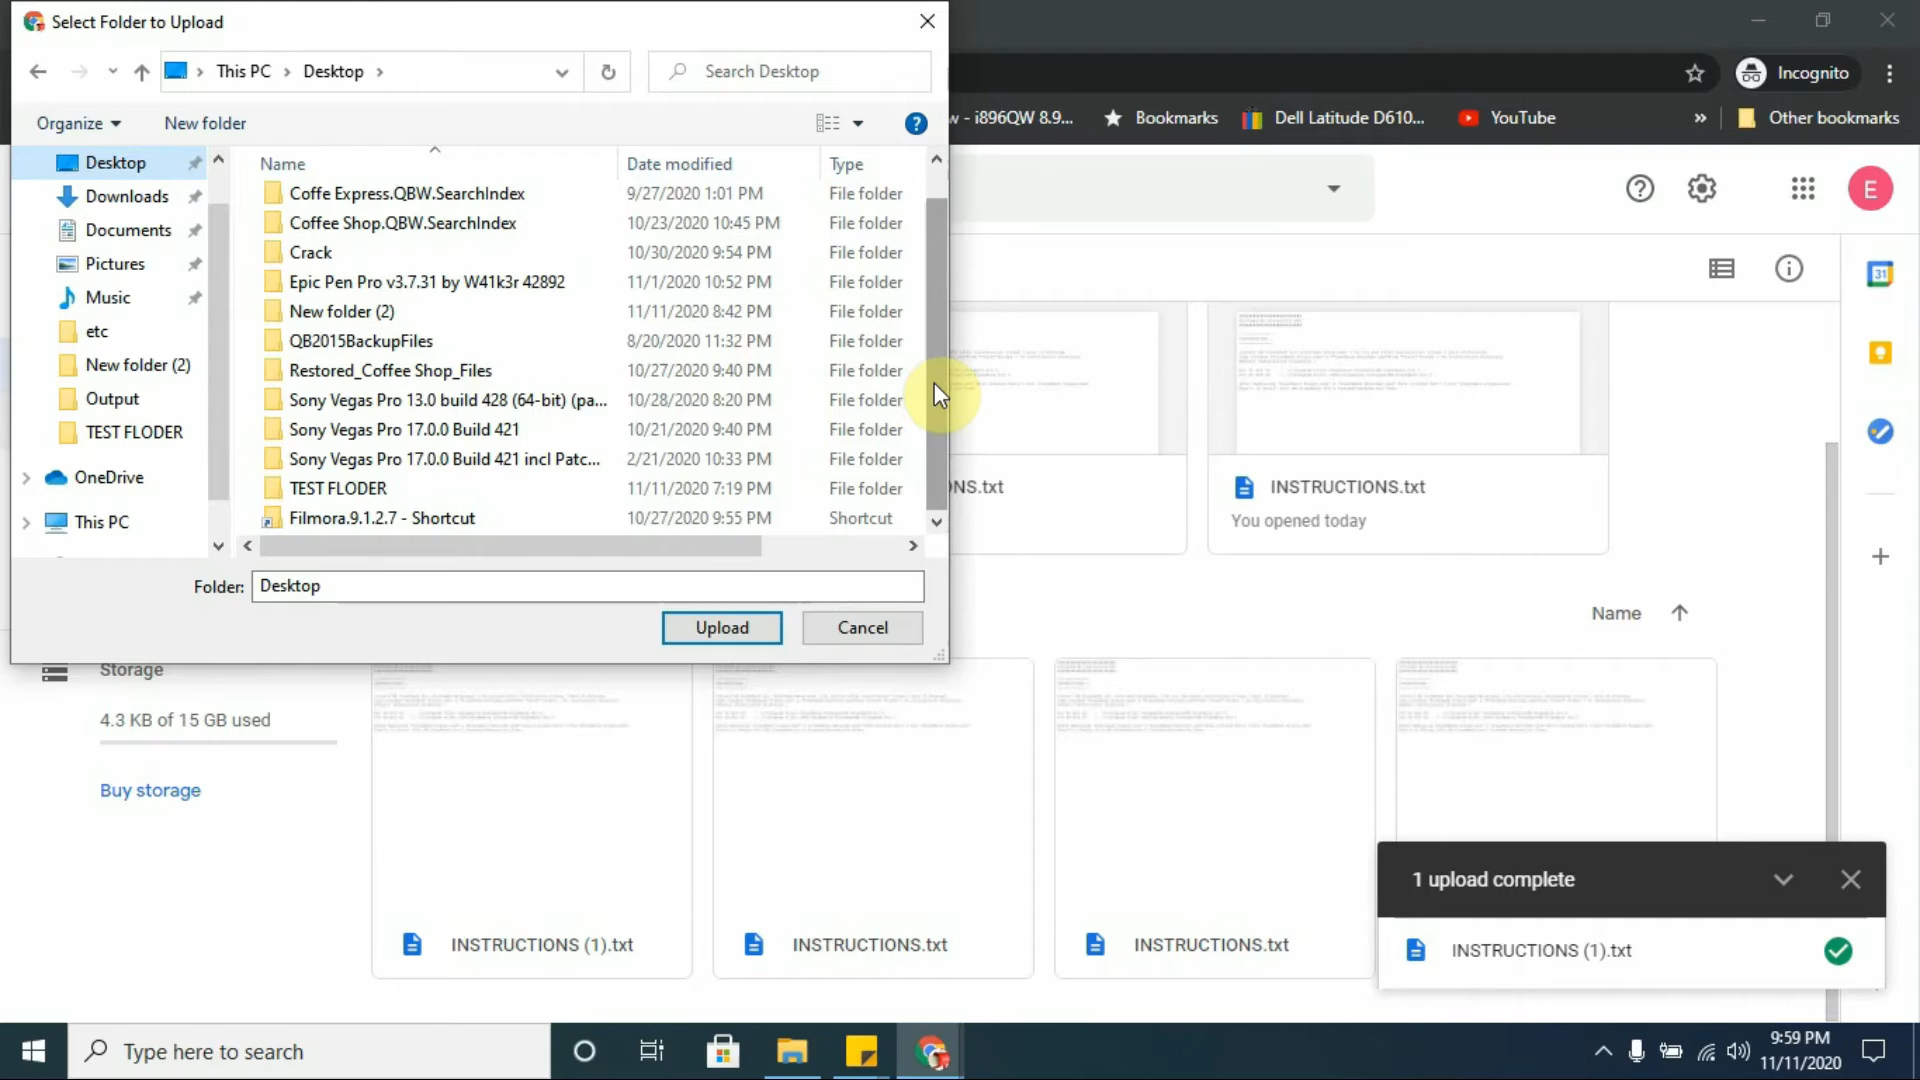 Select Folder to Upload
This PC > Desktop >
Search Desktop
Incognito
Organize
New folder
w - i896QW 8.9...
Bookmarks
Dell Latitude D610...
YouTube
»
Other bookmarks
Desktop
Downloads
Documents
Pictures
Music
etc
New folder (2)
Output
TEST FLODER
OneDrive
This PC
Name Date modified Type
Coffe Express.QBW.SearchIndex 9/27/2020 1:01 PM File folder
Coffee Shop.QBW.SearchIndex 10/23/2020 10:45 PM File folder
Crack 10/30/2020 9:54 PM File folder
Epic Pen Pro v3.7.31 by W41k3r 42892 11/1/2020 10:52 PM File folder
New folder (2) 11/11/2020 8:42 PM File folder
QB2015BackupFiles 8/20/2020 11:32 PM File folder
Restored_Coffee Shop_Files 10/27/2020 9:40 PM File folder
Sony Vegas Pro 13.0 build 428 (64-bit) (pa... 10/28/2020 8:20 PM File folder
Sony Vegas Pro 17.0.0 Build 421 10/21/2020 9:40 PM File folder
Sony Vegas Pro 17.0.0 Build 421 incl Patc... 2/21/2020 10:33 PM File folder
TEST FLODER 11/11/2020 7:19 PM File folder
Filmora.9.1.2.7 - Shortcut 10/27/2020 9:55 PM Shortcut
Folder: Desktop
Upload Cancel
E
31
NS.txt
INSTRUCTIONS.txt
You opened today
Name
Storage
4.3 KB of 15 GB used
Buy storage
INSTRUCTIONS (1).txt
INSTRUCTIONS.txt
INSTRUCTIONS.txt
1 upload complete
INSTRUCTIONS (1).txt
Type here to search
9:59 PM
11/11/2020